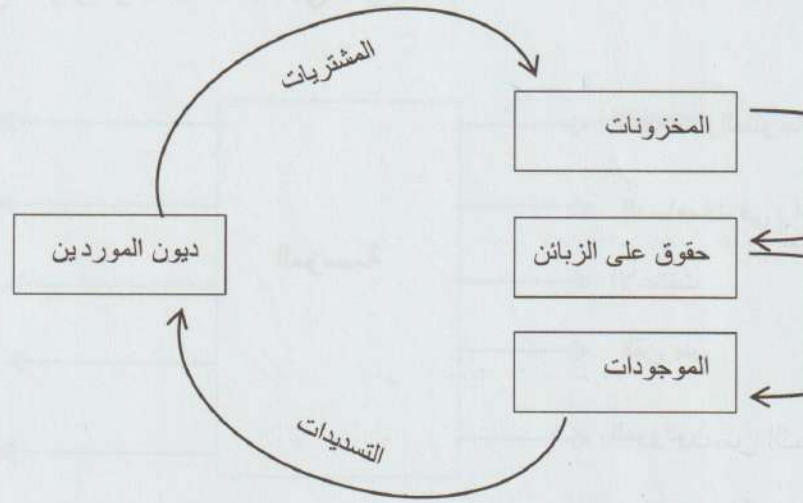 المشتريات
المخزونات
ديون الموردين
حقوق على الزبائن
الموجودات
التسديدات